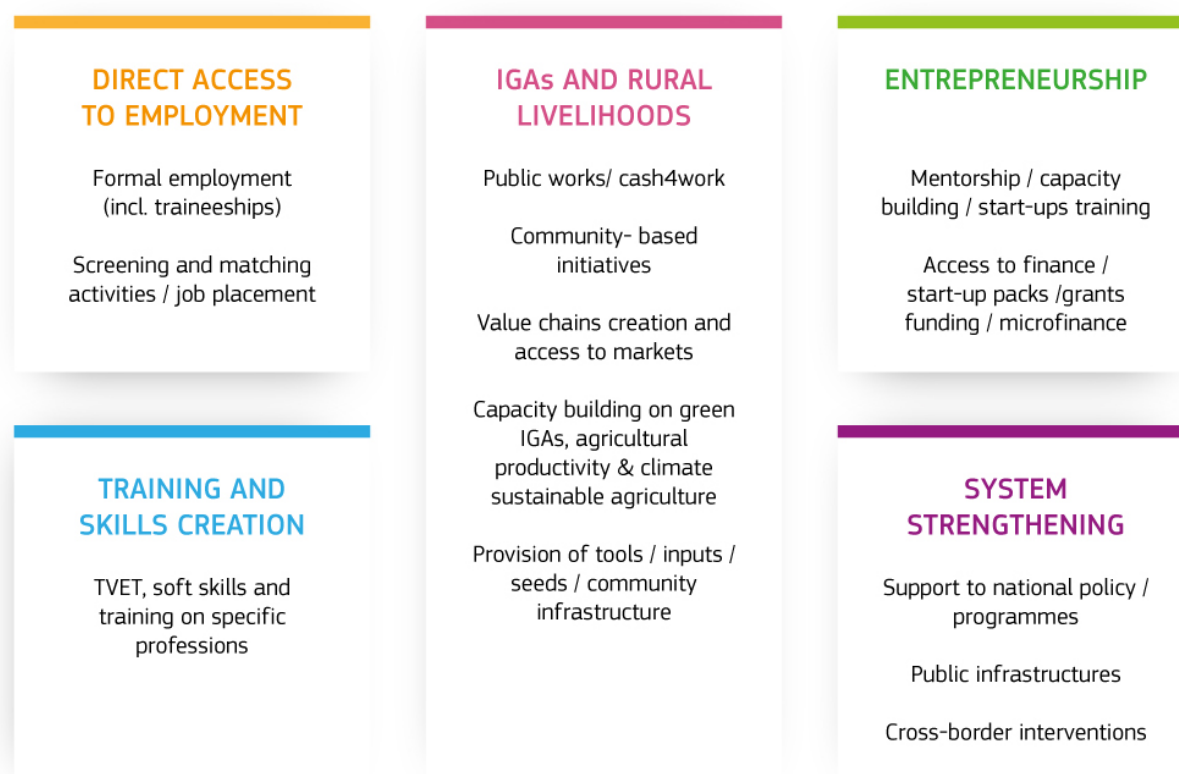 DIRECT ACCESS
TO EMPLOYMENT
Formal employment
(incl. traineeships)
Screening and matching
activities / job placement
TRAINING AND
SKILLS CREATION
TVET, soft skills and
training on specific
professions
IGAs AND RURAL
LIVELIHOODS
Public works/ cash4work
Community- based
initiatives
Value chains creation and
access to markets
Capacity building on green
IGAs, agricultural
productivity & climate
sustainable agriculture
Provision of tools / inputs /
seeds / community
infrastructure
ENTREPRENEURSHIP
Mentorship / capacity
building / start-ups training
Access to finance /
start-up packs /grants
funding / microfinance
SYSTEM
STRENGTHENING
Support to national policy /
programmes
Public infrastructures
Cross-border interventions